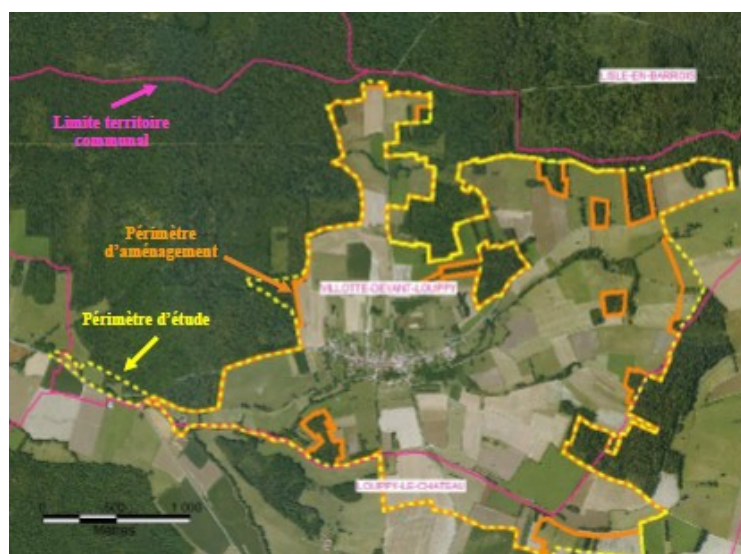 LISLE-EN-BARROIS
Limite territoire
communal
Périmètre
d'aménagement
VILLOTTE-DEVANT-LOUPPY
Périmètre d'étude
LOUPPY-LE-CHATEAU
0
1 000
Mètres